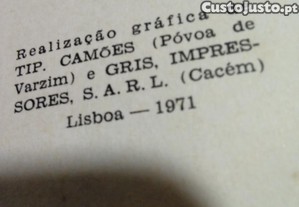 Custojusto.pt
Realização gráfica
TIP. CAMÕES (Póvoa de
Varzim) e GRIS, IMPRES-
SORES, S. A. R. L. (Cacém)
Lisboa — 1971